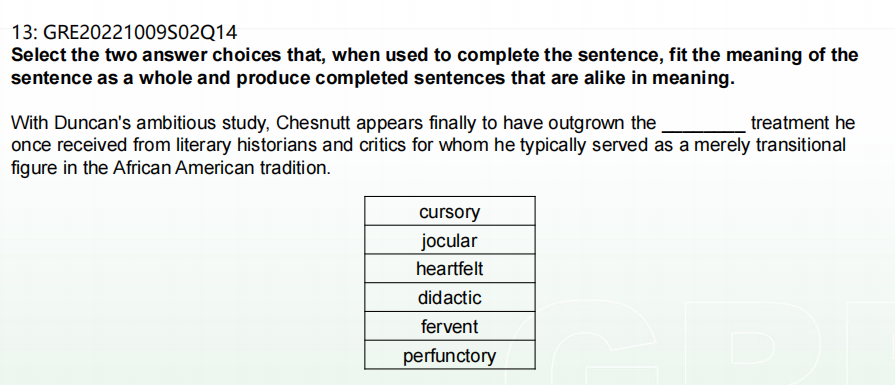 13: GRE20221009S02Q14
Select the two answer choices that, when used to complete the sentence, fit the meaning of the
sentence as a whole and produce completed sentences that are alike in meaning.
With Duncan's ambitious study, Chesnutt appears finally to have outgrown the ________ treatment he
once received from literary historians and critics for whom he typically served as a merely transitional
figure in the African American tradition.
cursory
jocular
heartfelt
didactic
fervent
perfunctory